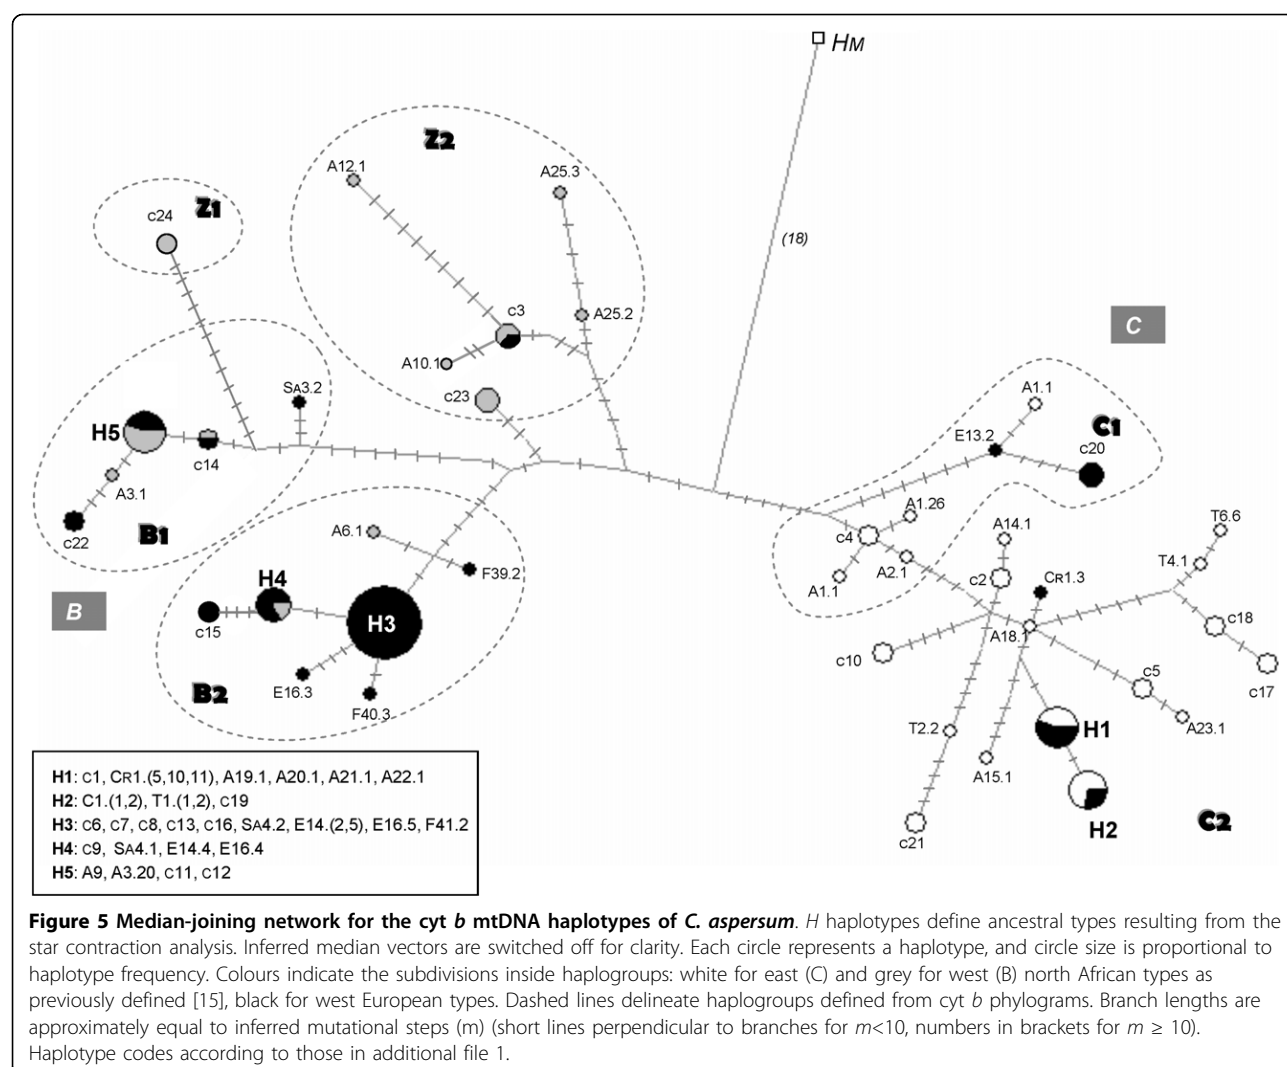 HM
Z2
A12.1
A25.3
Z1
c24
(18)
c3
A25.2
C
A10.1
SA3.2
c23
A1.1
C1
H5
E13.2
c20
c14
A3.1
A1.26
T6.6
B1
A14.1
c22
A6.1
c4
T4.1
F39.2
A2.1
H4
A1.1
c2
CR1.3
B
c15
H3
A18.1
c18
c10
c5
c17
B2
E16.3
F40.3
T2.2
H1
A23.1
A15.1
H2
C2
c21
H1: c1, CR1.(5,10,11), A19.1, A20.1, A21.1, A22.1
H2: C1.(1,2), T1.(1,2), c19
H3: c6, c7, c8, c13, c16, SA4.2, E14.(2,5), E16.5, F41.2
H4: c9, SA4.1, E14.4, E16.4
H5: A9, A3.20, c11, c12
Figure 5 Median-joining network for the cyt b mtDNA haplotypes of C. aspersum. H haplotypes define ancestral types resulting from the
star contraction analysis. Inferred median vectors are switched off for clarity. Each circle represents a haplotype, and circle size is proportional to
haplotype frequency. Colours indicate the subdivisions inside haplogroups: white for east (C) and grey for west (B) north African types as
previously defined [15], black for west European types. Dashed lines delineate haplogroups defined from cyt b phylograms. Branch lengths are
approximately equal to inferred mutational steps (m) (short lines perpendicular to branches for m<10, numbers in brackets for m ≥ 10).
Haplotype codes according to those in additional file 1.